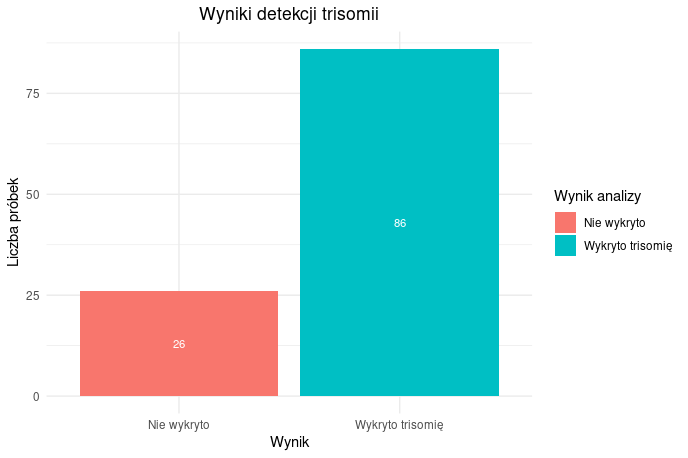 Wyniki detekcji trisomii
Liczba próbek
75
50
25
0
26
86
Nie wykryto
Wykryto trisomię
Wynik
Wynik analizy
Nie wykryto
Wykryto trisomię